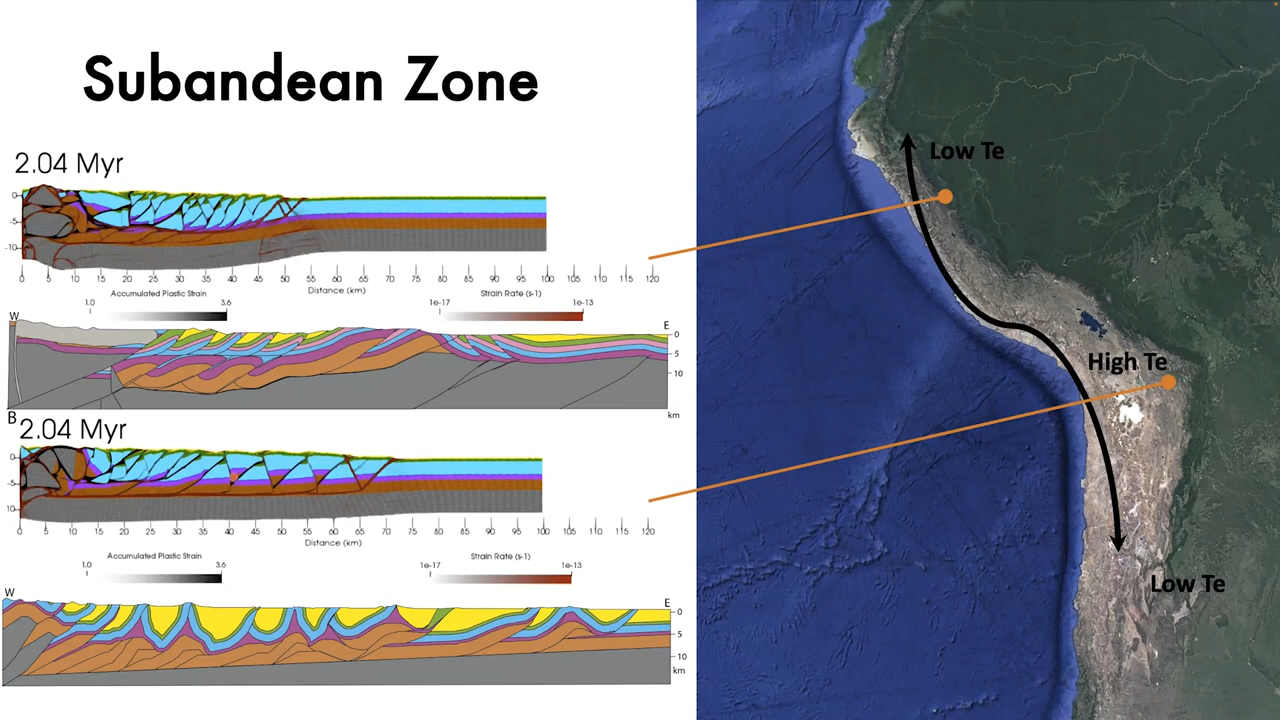 Subandean Zone
2.04 Myr
0
-5
-10
0 5 10 15 20 25 30 35 40 45 50 55 60 65 70 75 80 85 90 95 100 105 110 115 120
Distance (km)
Accumulated Plastic Strain
1.0 3.6
Strain Rate (s-1)
1e-17 1e-13
W E
0
5
10
km
B
2.04 Myr
0
-5
10
0 5 10 15 20 25 30 35 40 45 50 55 60 65 70 75 80 85 90 95 100 105 110 115 120
Distance (km)
Accumulated Plastic Strain
1.0 3.6
Strain Rate (s-1)
1e-17 1e-13
W E
0
5
10
km
Low Te
High Te
Low Te